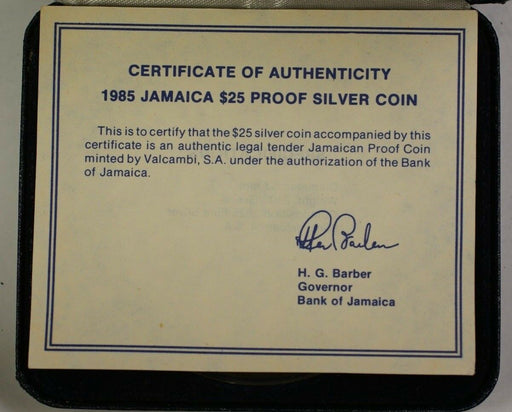 CERTIFICATE OF AUTHENTICITY
1985 JAMAICA $25 PROOF SILVER COIN
This is to certify that the $25 silver coin accompanied by this
certificate is an authentic legal tender Jamaican Proof Coin
minted by Valcambi, S.A. under the authorization of the Bank
of Jamaica.
H. G. Barber
Governor
Bank of Jamaica